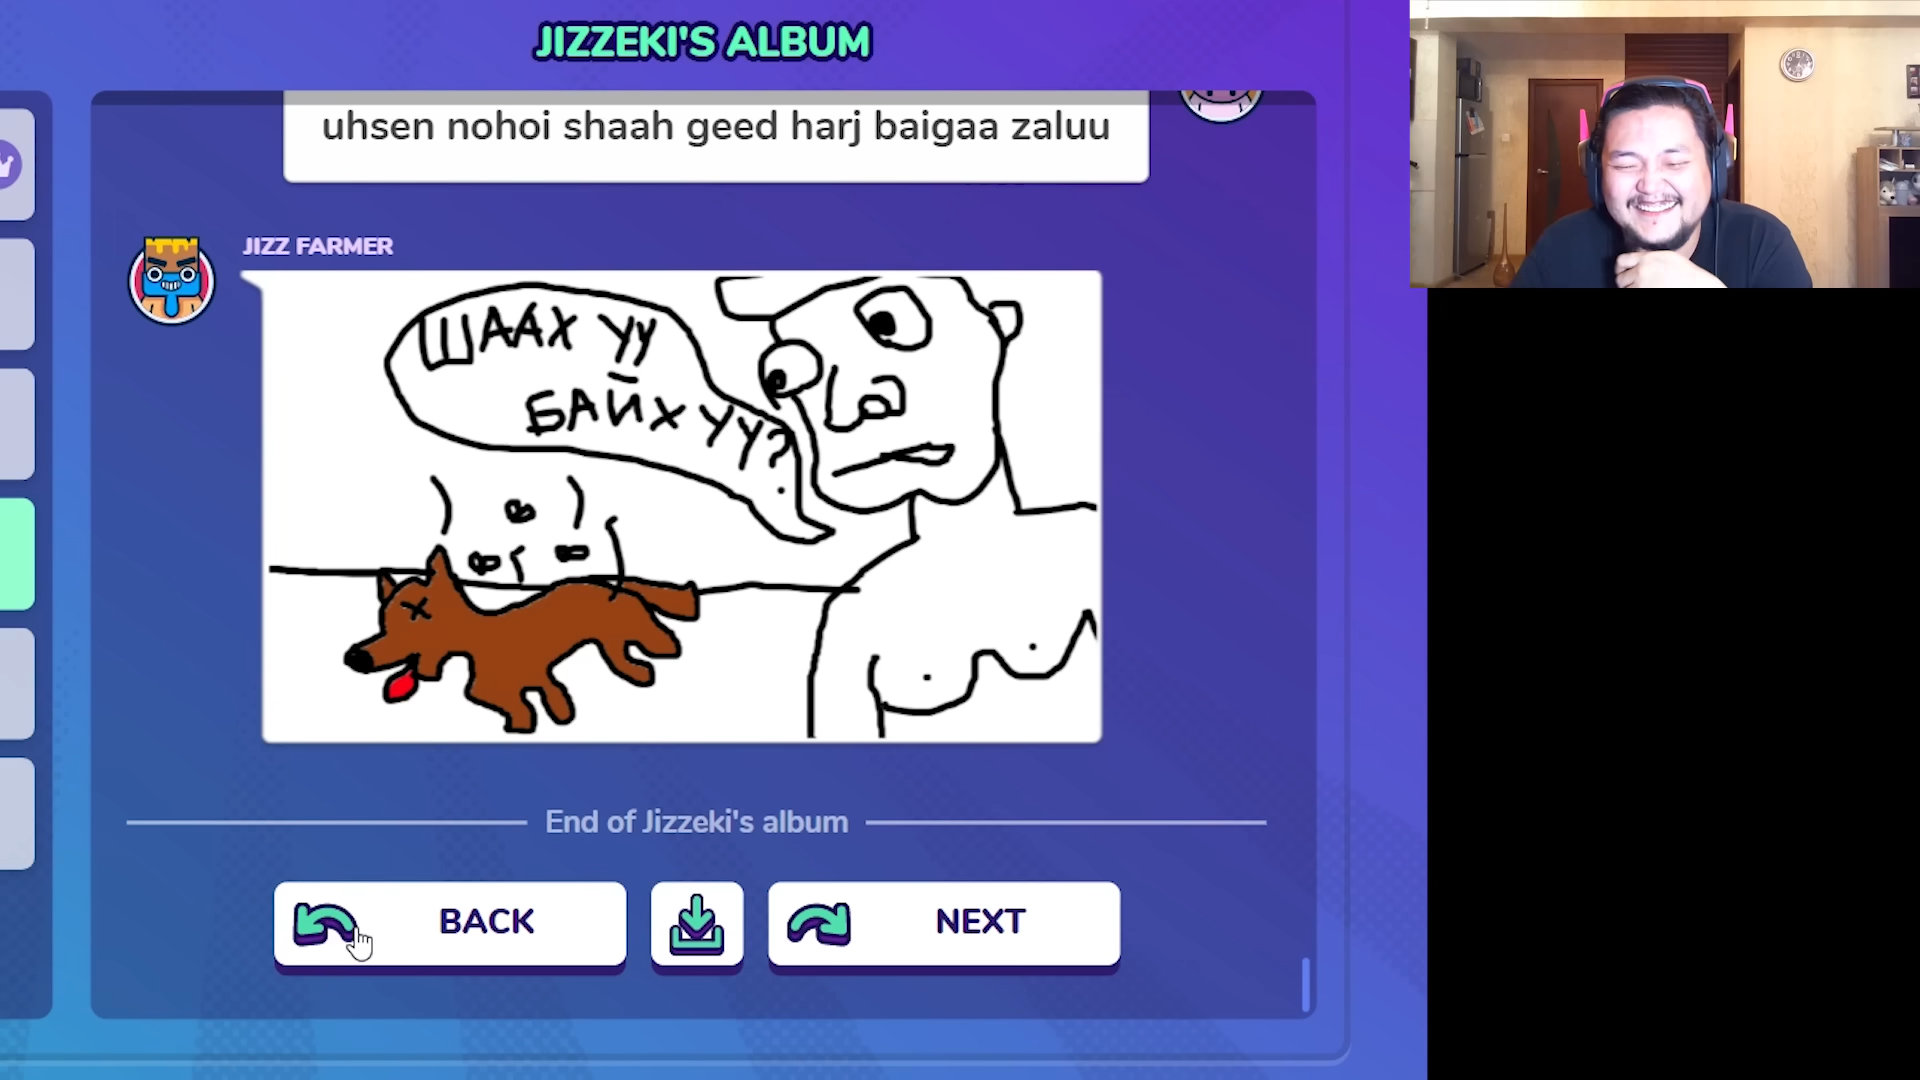 JIZZEKI'S ALBUM
uhsen nohoi shaah geed harj baigaa zaluu
JIZZ FARMER
ШААХ УУ
БАЙХ УУ?
End of Jizzeki's album
BACK
NEXT